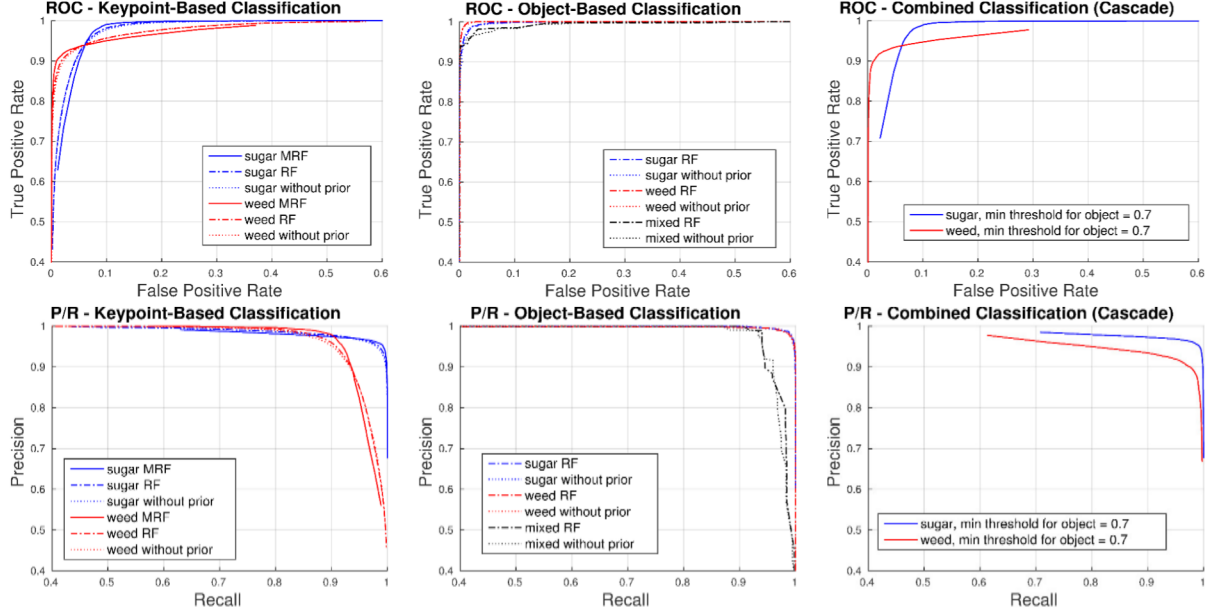 ROC - Keypoint-Based Classification
True Positive Rate
1
0.9
0.8
0.7
0.6
0.5
0.4
sugar MRF
sugar RF
sugar without prior
weed MRF
weed RF
weed without prior
0 0.1 0.2 0.3 0.4 0.5 0.6
False Positive Rate
ROC - Object-Based Classification
True Positive Rate
1
0.9
0.8
0.7
0.6
0.5
0.4
sugar RF
sugar without prior
weed RF
weed without prior
mixed RF
mixed without prior
0 0.1 0.2 0.3 0.4 0.5 0.6
False Positive Rate
ROC - Combined Classification (Cascade)
True Positive Rate
1
0.9
0.8
0.7
0.6
0.5
0.4
sugar, min threshold for object = 0.7
weed, min threshold for object = 0.7
0 0.1 0.2 0.3 0.4 0.5 0.6
False Positive Rate
P/R - Keypoint-Based Classification
Precision
1
0.9
0.8
0.7
0.6
0.5
0.4
sugar MRF
sugar RF
sugar without prior
weed MRF
weed RF
weed without prior
0.4 0.5 0.6 0.7 0.8 0.9 1
Recall
P/R - Object-Based Classification
Precision
1
0.9
0.8
0.7
0.6
0.5
0.4
sugar RF
sugar without prior
weed RF
weed without prior
mixed RF
mixed without prior
0.4 0.5 0.6 0.7 0.8 0.9 1
Recall
P/R - Combined Classification (Cascade)
Precision
1
0.9
0.8
0.7
0.6
0.5
0.4
sugar, min threshold for object = 0.7
weed, min threshold for object = 0.7
0.4 0.5 0.6 0.7 0.8 0.9 1
Recall